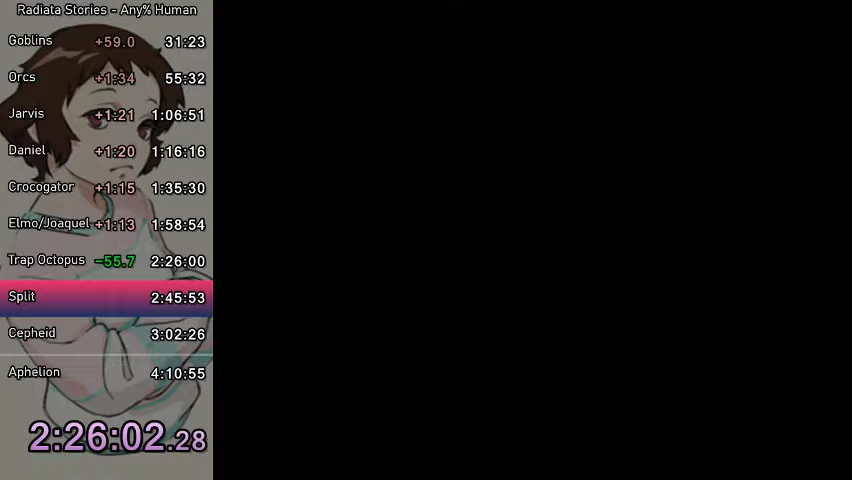 Radiata Stories - Any% Human
Goblins +59.0 31:23
Orcs +1:34 55:32
Jarvis +1:21 1:06:51
Daniel +1:20 1:16:16
Crocogator +1:15 1:35:30
Elmo/Joaquel +1:13 1:58:54
Trap Octopus -55.7 2:26:00
Split 2:45:53
Cepheid 3:02:26
Aphelion 4:10:55
2:26:02.28